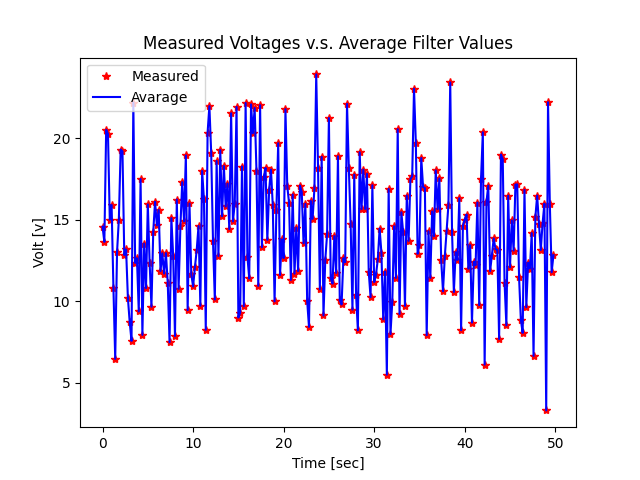 Measured Voltages v.s. Average Filter Values
Measured
Avarage
Volt [v]
20
15
10
5
0
10
20
30
40
50
Time [sec]